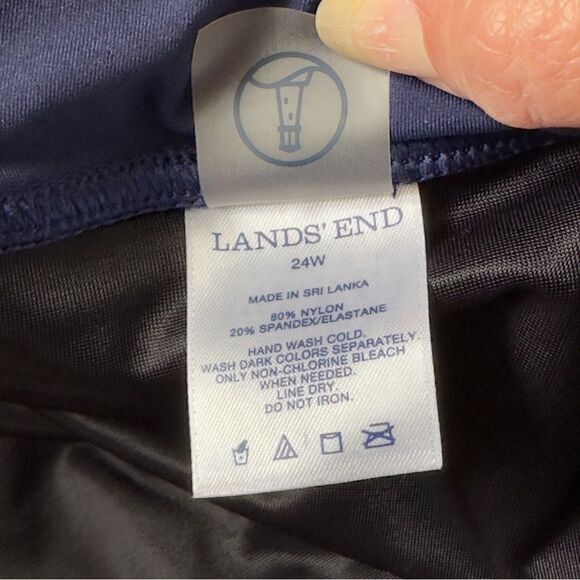 LANDS' END
24W
MADE IN SRI LANKA
80% NYLON
20% SPANDEX/ELASTANE
HAND WASH COLD.
WASH DARK COLORS SEPARATELY.
ONLY NON-CHLORINE BLEACH
WHEN NEEDED.
LINE DRY.
DO NOT IRON.